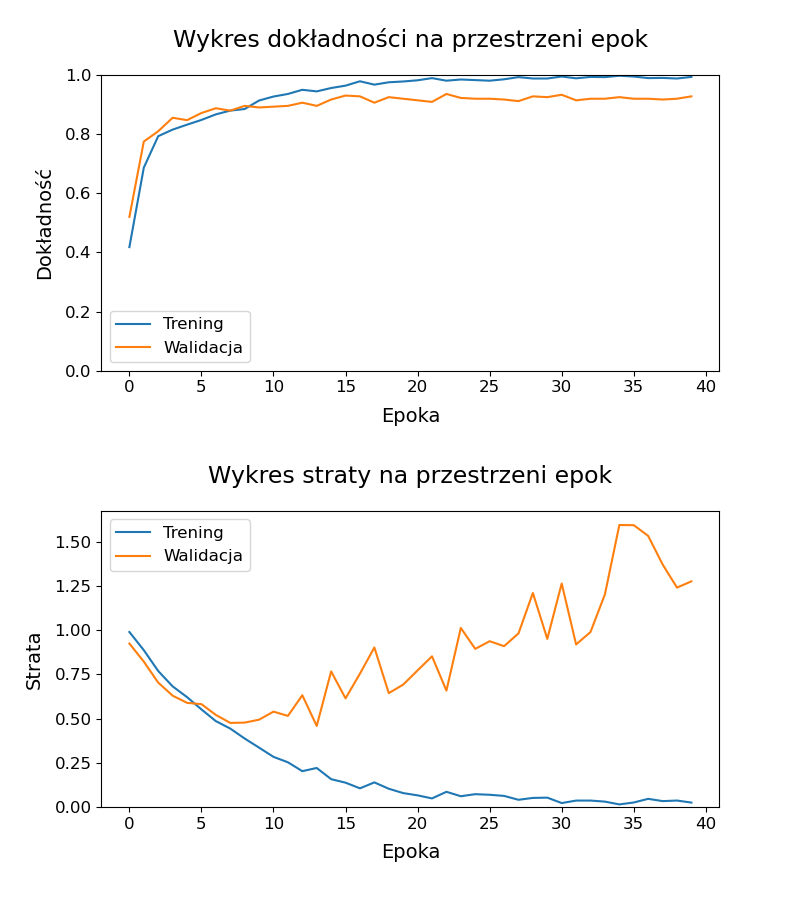 Wykres dokładności na przestrzeni epok
1.0
0.8
0.6
0.4
0.2
0.0
Dokładność
Trening
Walidacja
0 5 10 15 20 25 30 35 40
Epoka
Wykres straty na przestrzeni epok
Trening
Walidacja
1.50
1.25
1.00
0.75
0.50
0.25
0.00
Strata
0 5 10 15 20 25 30 35 40
Epoka